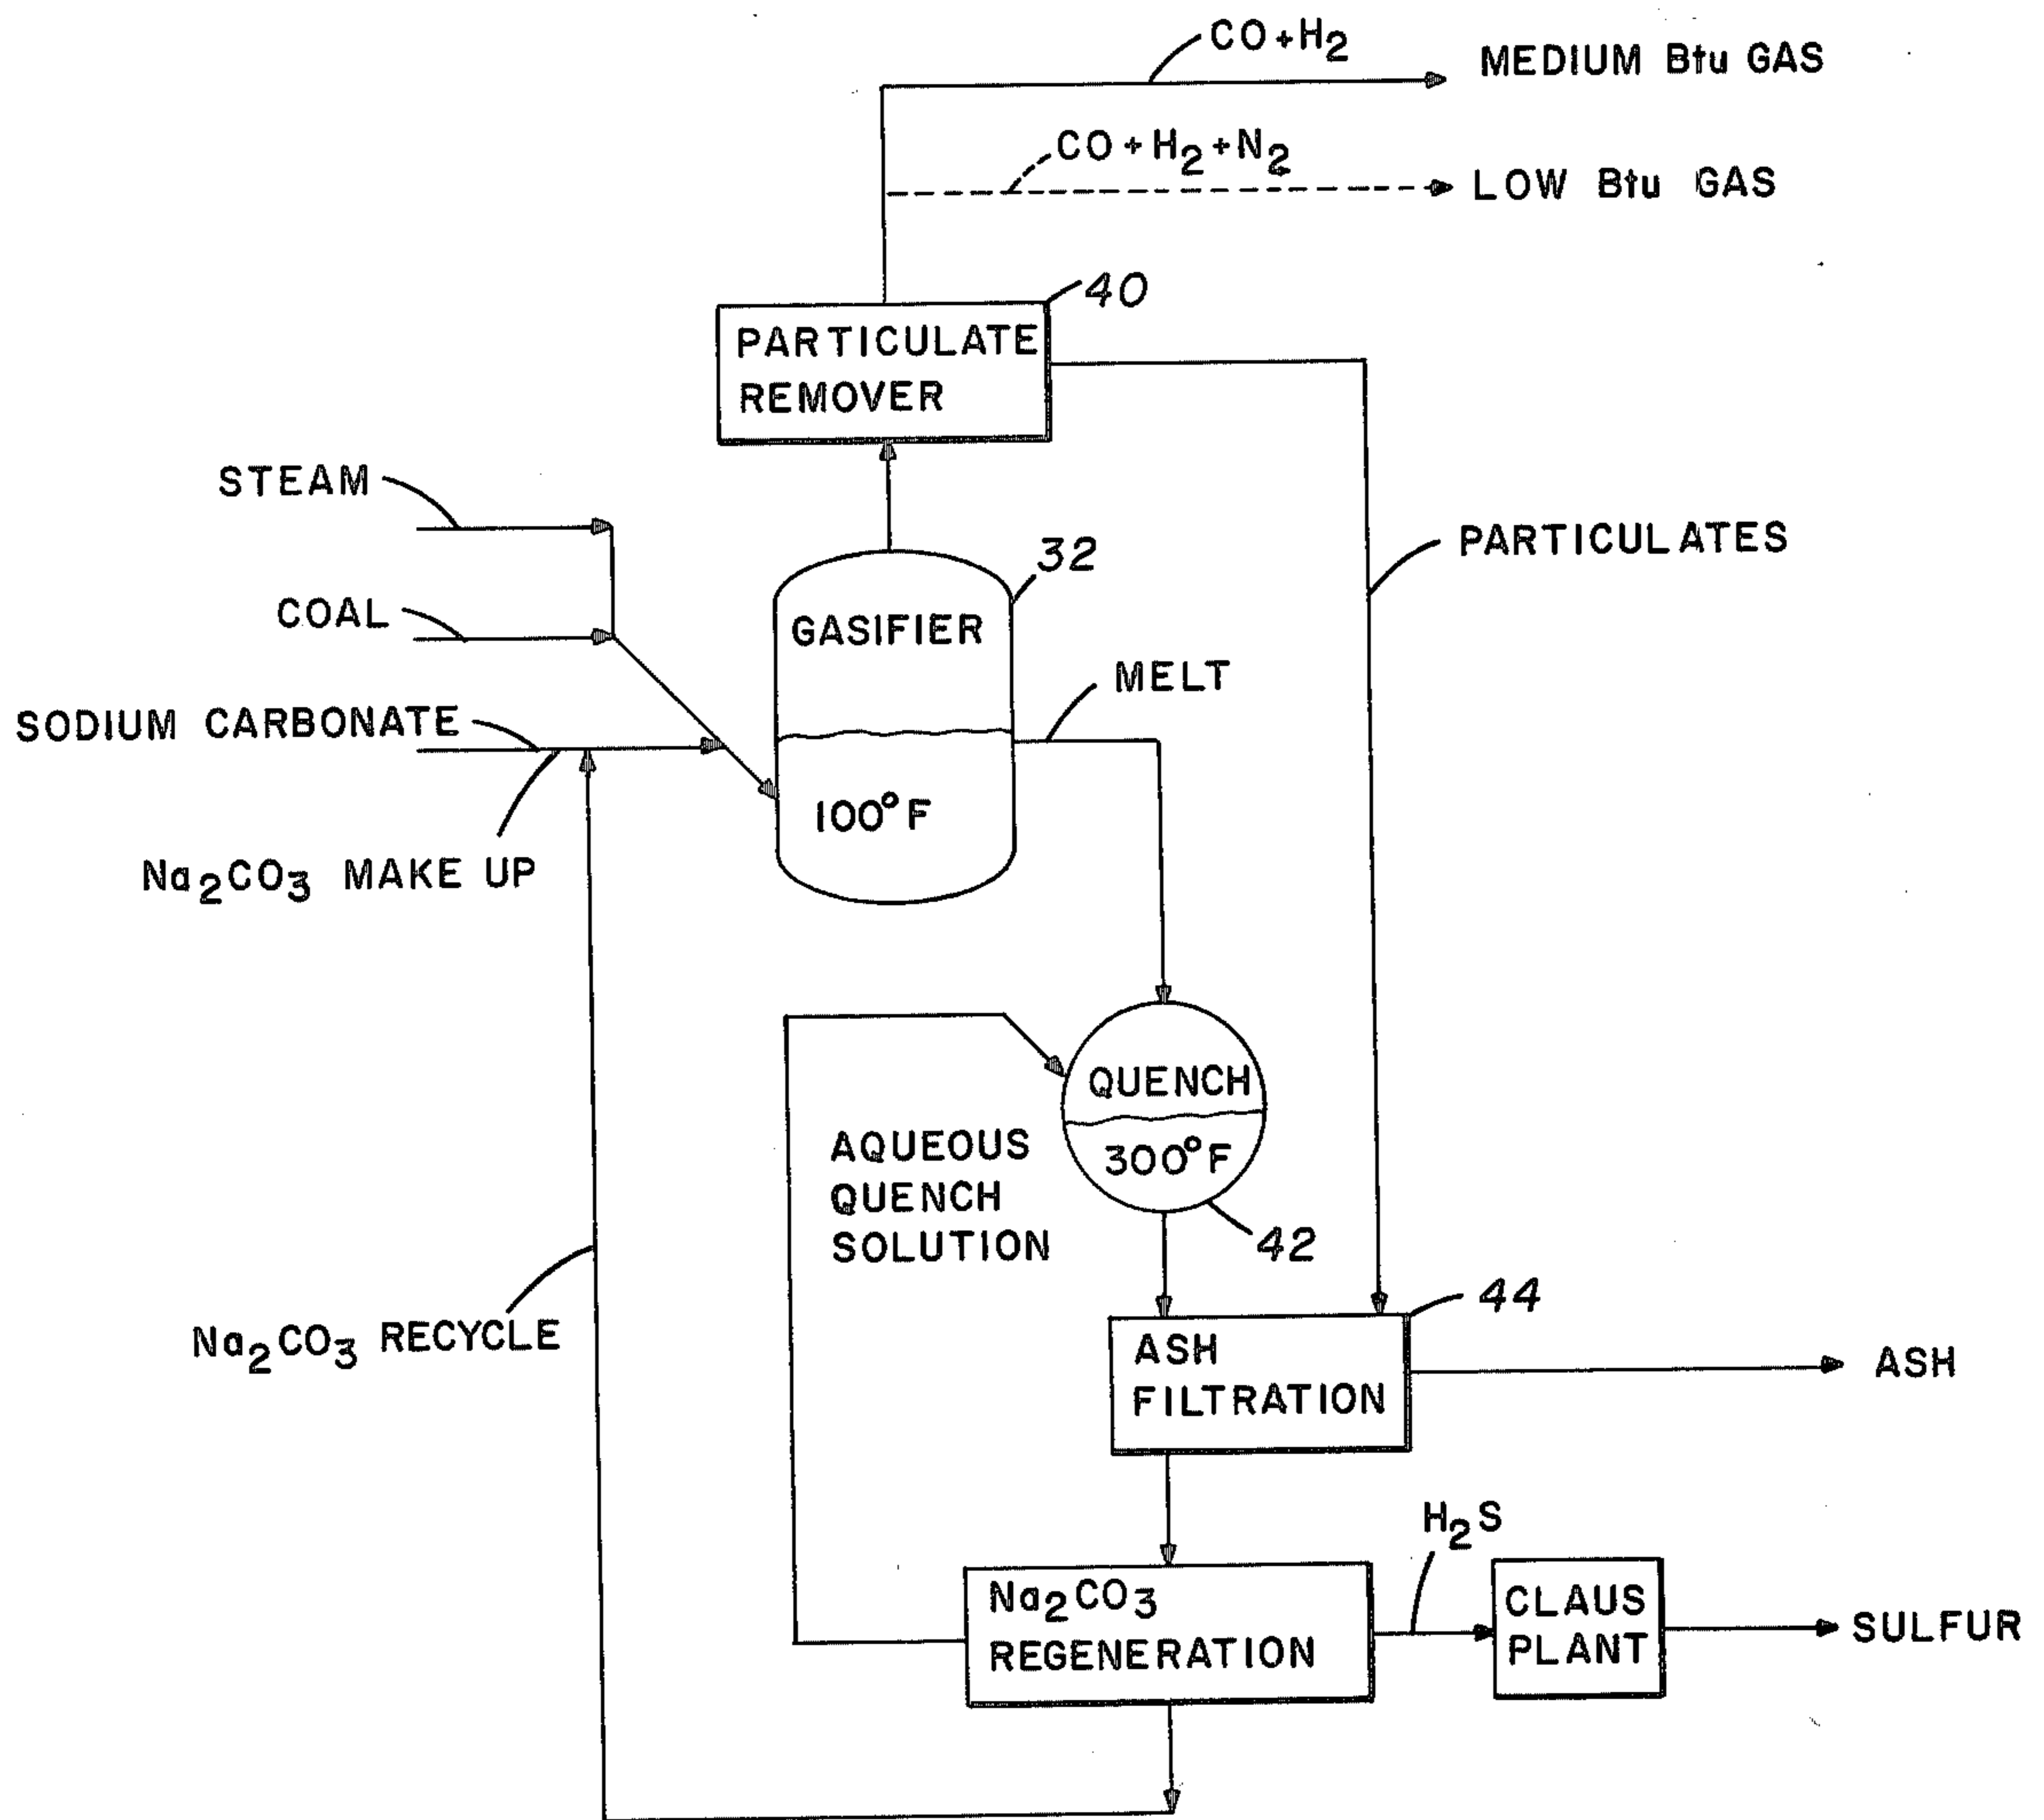 CO+H2
MEDIUM Btu GAS
CO+H2+N2
LOW Btu GAS
40
PARTICULATE
REMOVER
STEAM
32
PARTICULATES
COAL
GASIFIER
MELT
SODIUM CARBONATE
100°F
Na2CO3 MAKE UP
QUENCH
AQUEOUS
QUENCH
SOLUTION
300°F
42
44
Na2CO3 RECYCLE
ASH
FILTRATION
ASH
H2S
Na2CO3
REGENERATION
CLAUS
PLANT
SULFUR